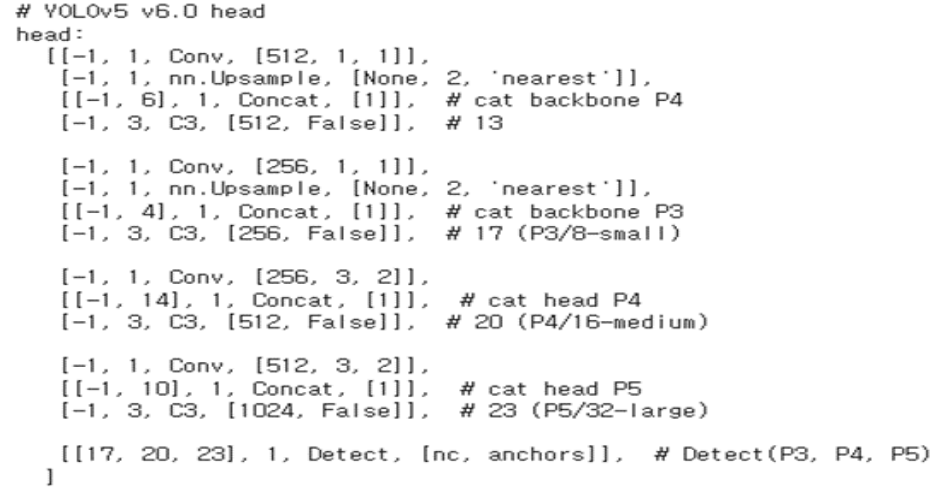 # YOLOv5 v6.0 head
head:
  [[-1, 1, Conv, [512, 1, 1]],
   [-1, 1, nn.Upsample, [None, 2, 'nearest']],
   [[-1, 6], 1, Concat, [1]],  # cat backbone P4
   [-1, 3, C3, [512, False]],  # 13

   [-1, 1, Conv, [256, 1, 1]],
   [-1, 1, nn.Upsample, [None, 2, 'nearest']],
   [[-1, 4], 1, Concat, [1]],  # cat backbone P3
   [-1, 3, C3, [256, False]],  # 17 (P3/8-small)

   [-1, 1, Conv, [256, 3, 2]],
   [[-1, 14], 1, Concat, [1]],  # cat head P4
   [-1, 3, C3, [512, False]],  # 20 (P4/16-medium)

   [-1, 1, Conv, [512, 3, 2]],
   [[-1, 10], 1, Concat, [1]],  # cat head P5
   [-1, 3, C3, [1024, False]],  # 23 (P5/32-large)

   [[17, 20, 23], 1, Detect, [nc, anchors]],  # Detect(P3, P4, P5)
  ]